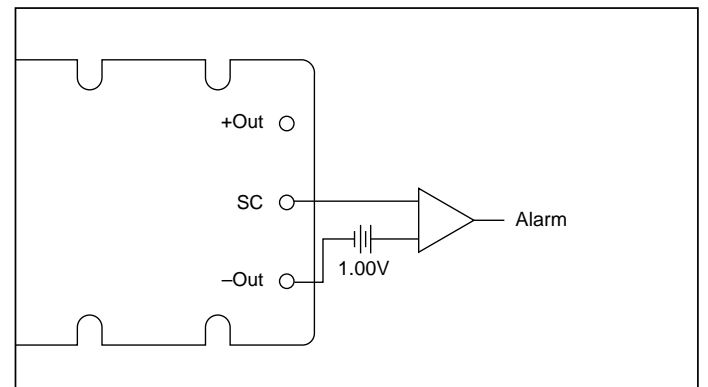 +Out
SC
Alarm
1.00V
–Out